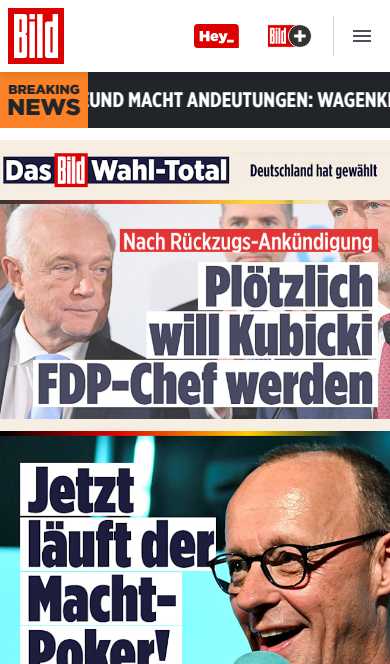 Bild
Hey_
Bild
BREAKING
NEWS
UND MACHT ANDEUTUNGEN:
Das Bild Wahl-Total
Deutschland hat gewählt
Nach Rückzugs-Ankündigung
Plötzlich
will Kubicki
FDP-Chef werden
Jetzt
läuft der
Macht-
Poker!